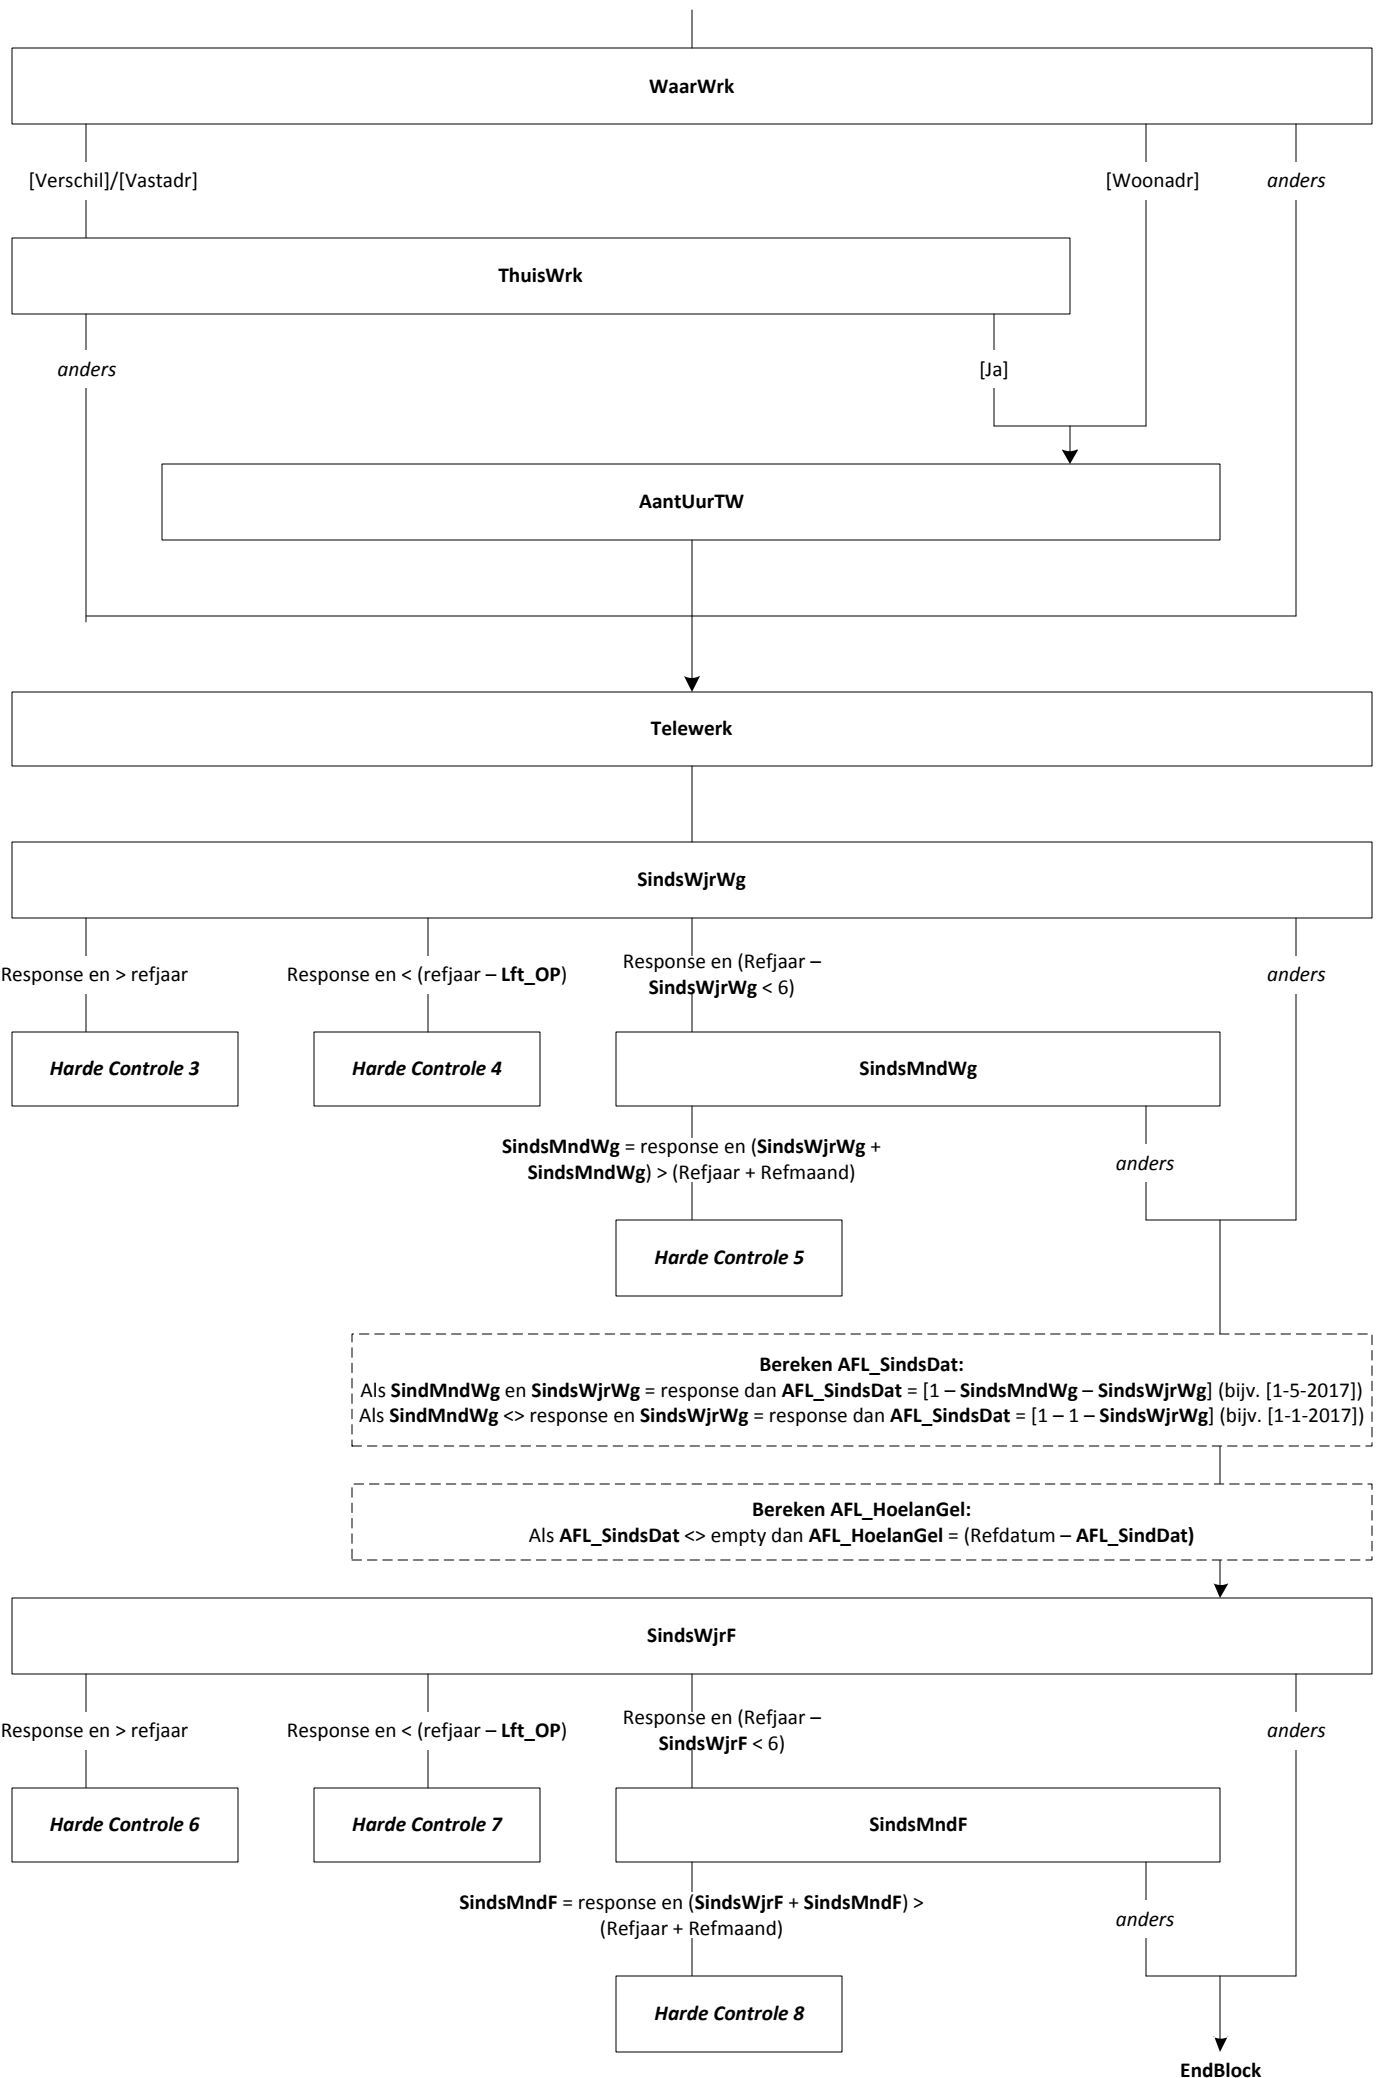 WaarWrk
[Verschil]/[Vastadr]
[Woonadr]
anders
ThuisWrk
anders
[Ja]
AantUurTW
Telewerk
SindsWjrWg
Response en > refjaar
Response en < (refjaar – Lft_OP)
Response en (Refjaar –
SindsWjrWg < 6)
anders
Harde Controle 3
Harde Controle 4
SindsMndWg
SindsMndWg = response en (SindsWjrWg +
SindsMndWg) > (Refjaar + Refmaand)
anders
Harde Controle 5
Bereken AFL_SindsDat:
Als SindMndWg en SindsWjrWg = response dan AFL_SindsDat = [1 – SindsMndWg – SindsWjrWg] (bijv. [1-5-2017])
Als SindMndWg <> response en SindsWjrWg = response dan AFL_SindsDat = [1 – 1 – SindsWjrWg] (bijv. [1-1-2017])
Bereken AFL_HoelanGel:
Als AFL_SindsDat <> empty dan AFL_HoelanGel = (Refdatum – AFL_SindDat)
SindsWjrF
Response en > refjaar
Response en < (refjaar – Lft_OP)
Response en (Refjaar –
SindsWjrF < 6)
anders
Harde Controle 6
Harde Controle 7
SindsMndF
SindsMndF = response en (SindsWjrF + SindsMndF) >
(Refjaar + Refmaand)
anders
Harde Controle 8
EndBlock